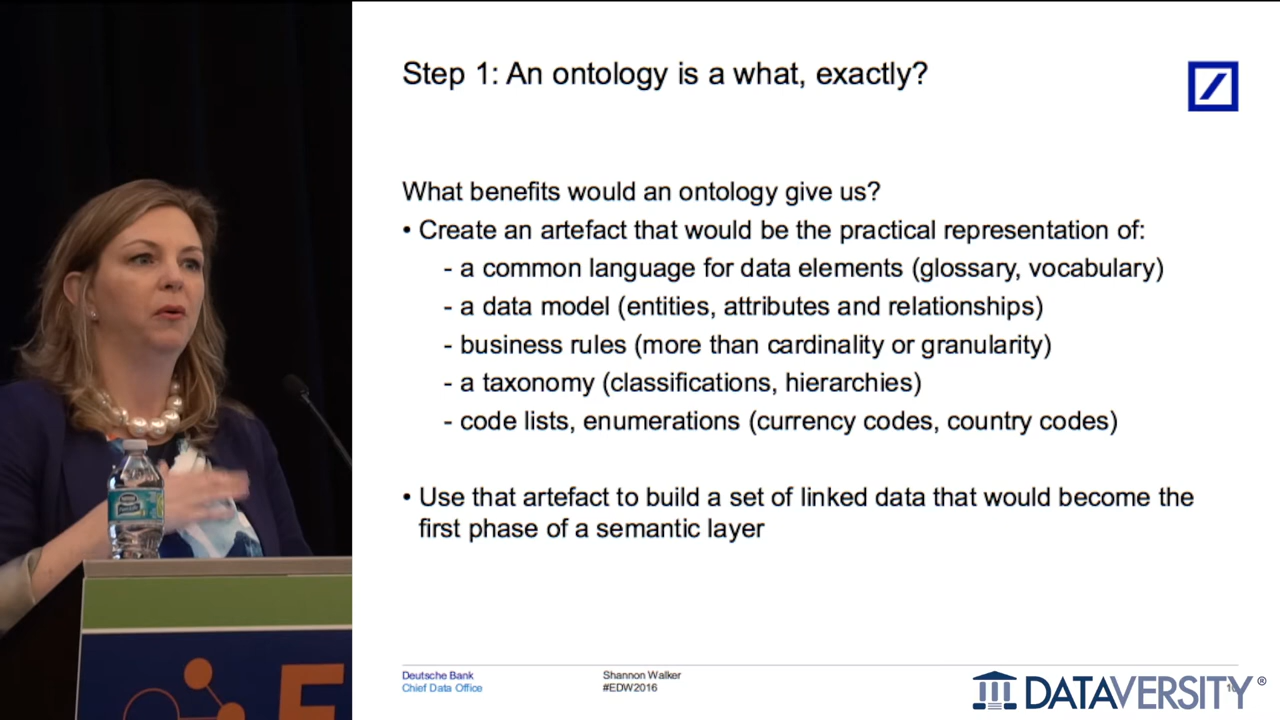 Step 1: An ontology is a what, exactly?
What benefits would an ontology give us?
• Create an artefact that would be the practical representation of:
- a common language for data elements (glossary, vocabulary)
- a data model (entities, attributes and relationships)
- business rules (more than cardinality or granularity)
- a taxonomy (classifications, hierarchies)
- code lists, enumerations (currency codes, country codes)
• Use that artefact to build a set of linked data that would become the
first phase of a semantic layer
Deutsche Bank
Chief Data Office
Shannon Walker
#EDW2016
DATAVERSITY®